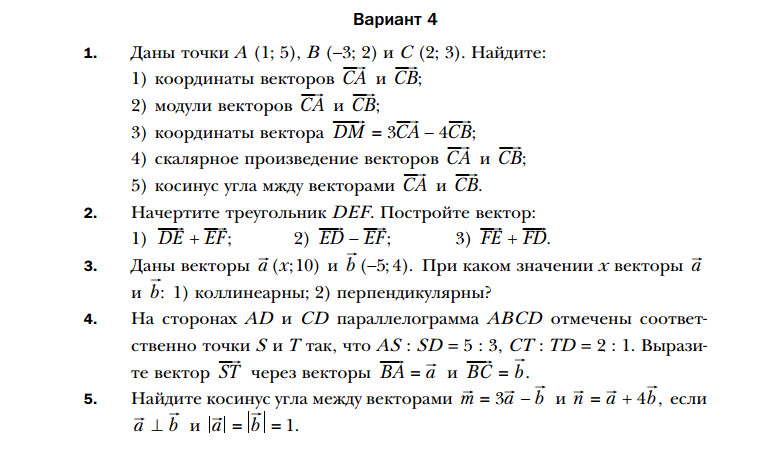 Вариант 4
1. Даны точки A (1; 5), B (–3; 2) и C (2; 3). Найдите:
1) координаты векторов $\overrightarrow{CA}$ и $\overrightarrow{CB}$;
2) модули векторов $\overrightarrow{CA}$ и $\overrightarrow{CB}$;
3) координаты вектора $\overrightarrow{DM}$ = 3$\overrightarrow{CA}$ – 4$\overrightarrow{CB}$;
4) скалярное произведение векторов $\overrightarrow{CA}$ и $\overrightarrow{CB}$;
5) косинус угла мжду векторами $\overrightarrow{CA}$ и $\overrightarrow{CB}$.
2. Начертите треугольник DEF. Постройте вектор:
1) $\overrightarrow{DE}$ + $\overrightarrow{EF}$; 2) $\overrightarrow{ED}$ – $\overrightarrow{EF}$; 3) $\overrightarrow{FE}$ + $\overrightarrow{FD}$.
3. Даны векторы $\vec{a}$ (x; 10) и $\vec{b}$ (–5; 4). При каком значении x векторы $\vec{a}$
и $\vec{b}$: 1) коллинеарны; 2) перпендикулярны?
4. На сторонах AD и CD параллелограмма ABCD отмечены соответ-
ственно точки S и T так, что AS : SD = 5 : 3, CT : TD = 2 : 1. Вырази-
те вектор $\overrightarrow{ST}$ через векторы $\overrightarrow{BA}$ = $\vec{a}$ и $\overrightarrow{BC}$ = $\vec{b}$.
5. Найдите косинус угла между векторами $\vec{m}$ = 3$\vec{a}$ – $\vec{b}$ и $\vec{n}$ = $\vec{a}$ + 4$\vec{b}$, если
$\vec{a}$ ⊥ $\vec{b}$ и |$\vec{a}$| = |$\vec{b}$| = 1.